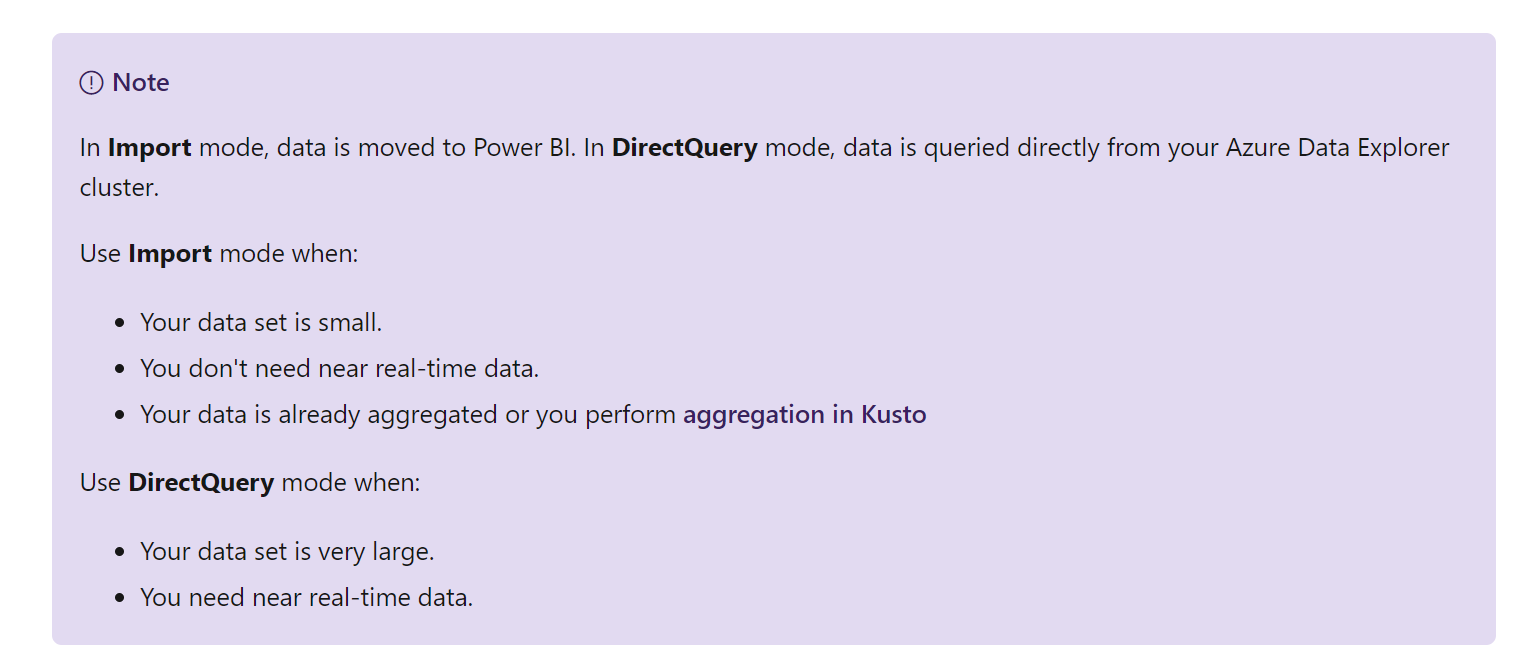 Note
In Import mode, data is moved to Power BI. In DirectQuery mode, data is queried directly from your Azure Data Explorer
cluster.
Use Import mode when:
• Your data set is small.
• You don't need near real-time data.
• Your data is already aggregated or you perform aggregation in Kusto
Use DirectQuery mode when:
• Your data set is very large.
• You need near real-time data.